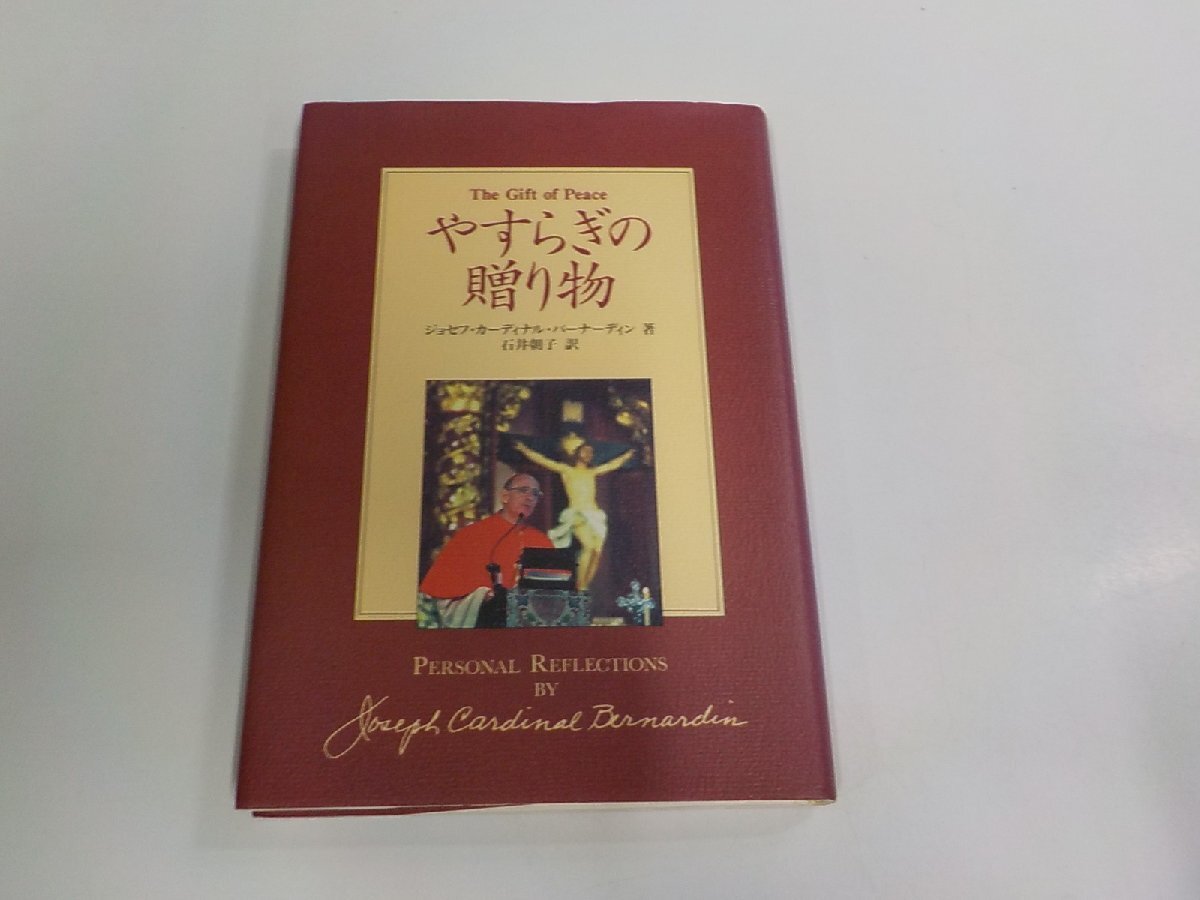 The Gift of Peace
やすらぎの
贈り物
ジョセフ・カーディナル・バーナーディン 著
石井朝子 訳
PERSONAL REFLECTIONS
BY
Joseph Cardinal Bernardin